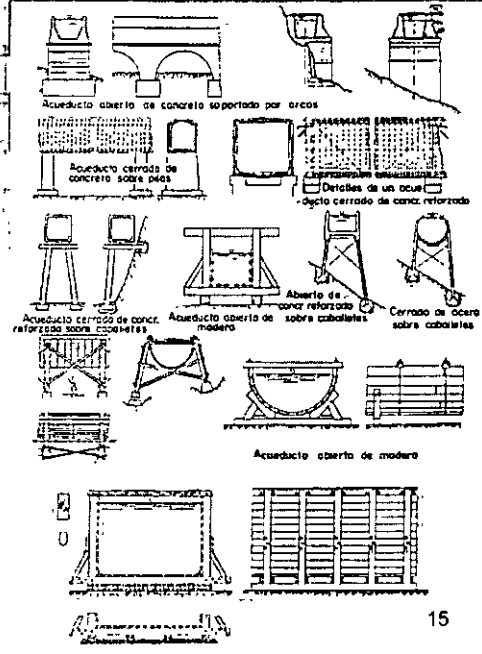 Acueducto abierto de concreto soportado por arcos
Acueducto cerrado de
concreto sobre pilas
Detalles de un acue-
ducto cerrado de concr. reforzado
Acueducto cerrado de concr.
reforzado sobre caballetes
Acueducto abierto de
madera
Abierto de
concr. reforzado
sobre caballetes
Cerrado de acero
sobre caballetes
Acueducto abierto de madera
15